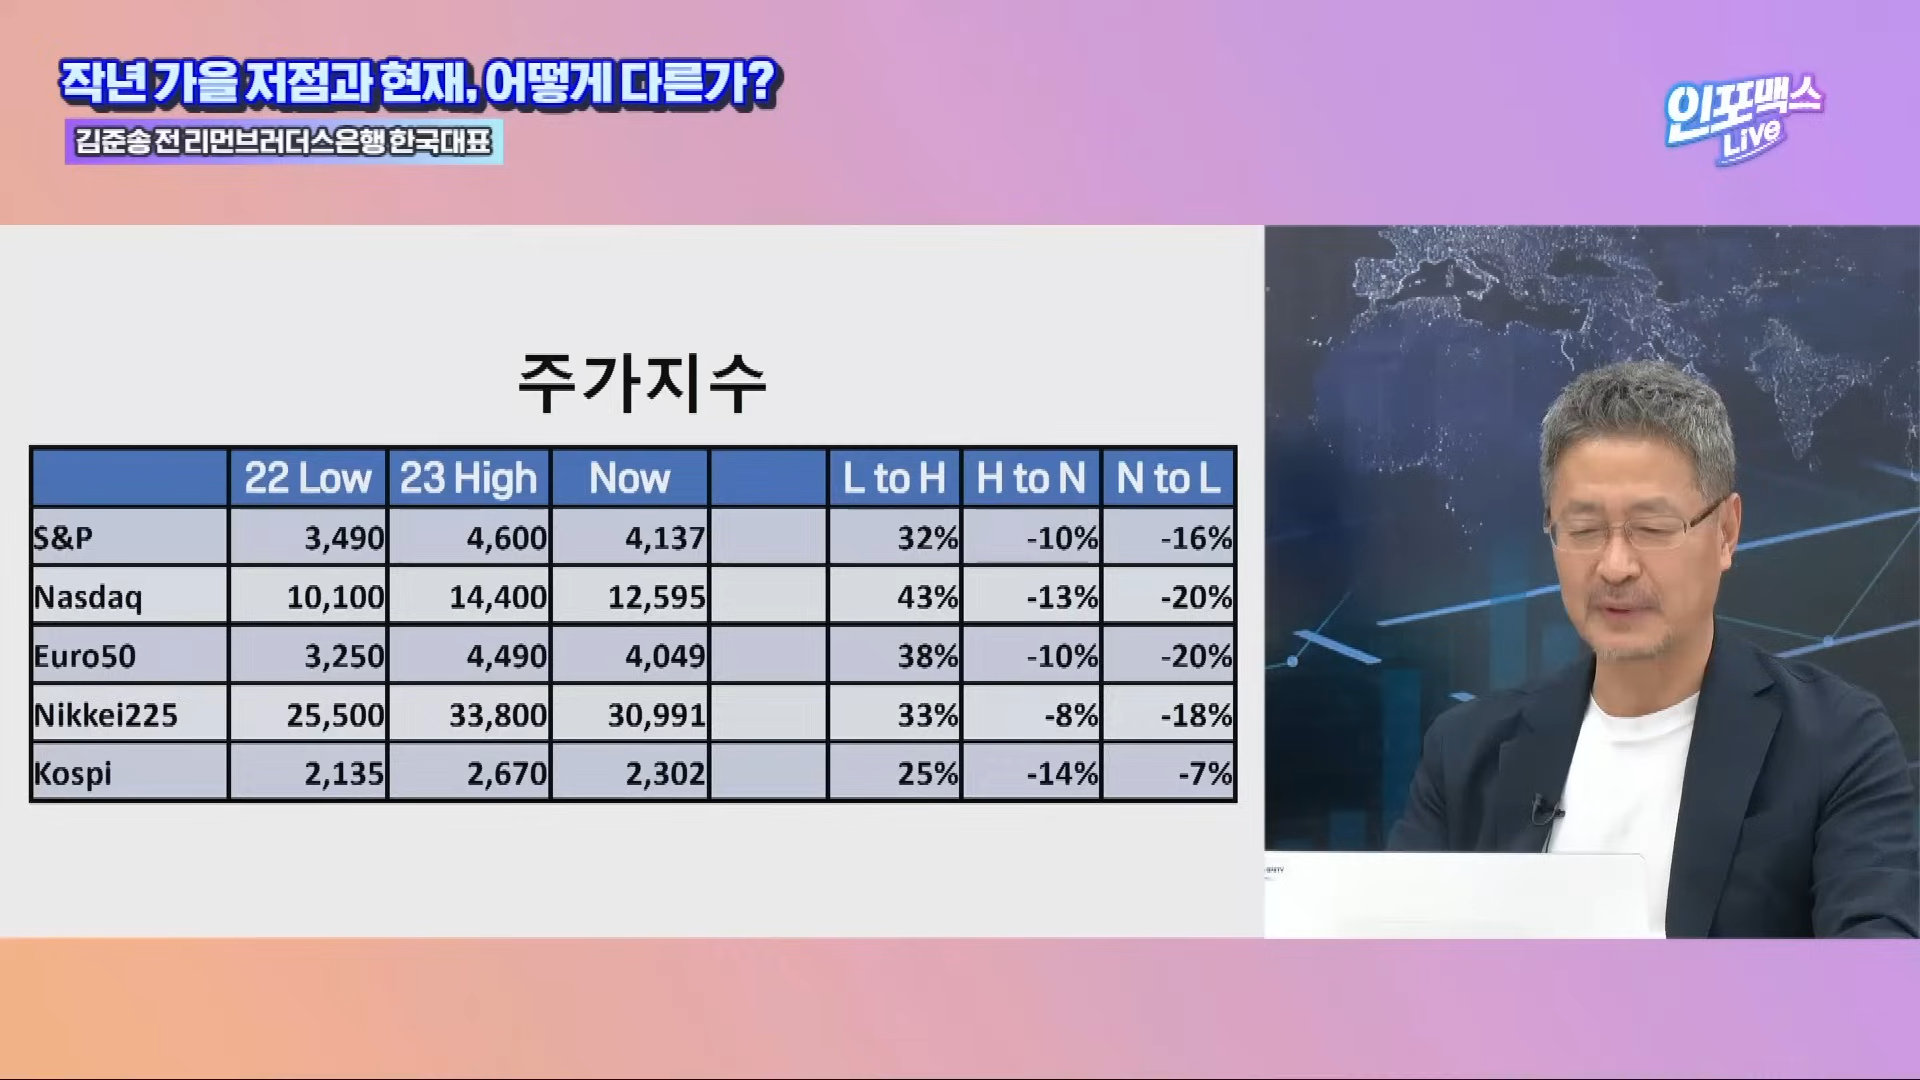 작년 가을 저점과 현재, 어떻게 다른가?
김준송 전 리먼브러더스은행 한국대표
인포맥스
Live
주가지수
22 Low 23 High Now L to H H to N N to L
S&P 3,490 4,600 4,137 32% -10% -16%
Nasdaq 10,100 14,400 12,595 43% -13% -20%
Euro50 3,250 4,490 4,049 38% -10% -20%
Nikkei225 25,500 33,800 30,991 33% -8% -18%
Kospi 2,135 2,670 2,302 25% -14% -7%